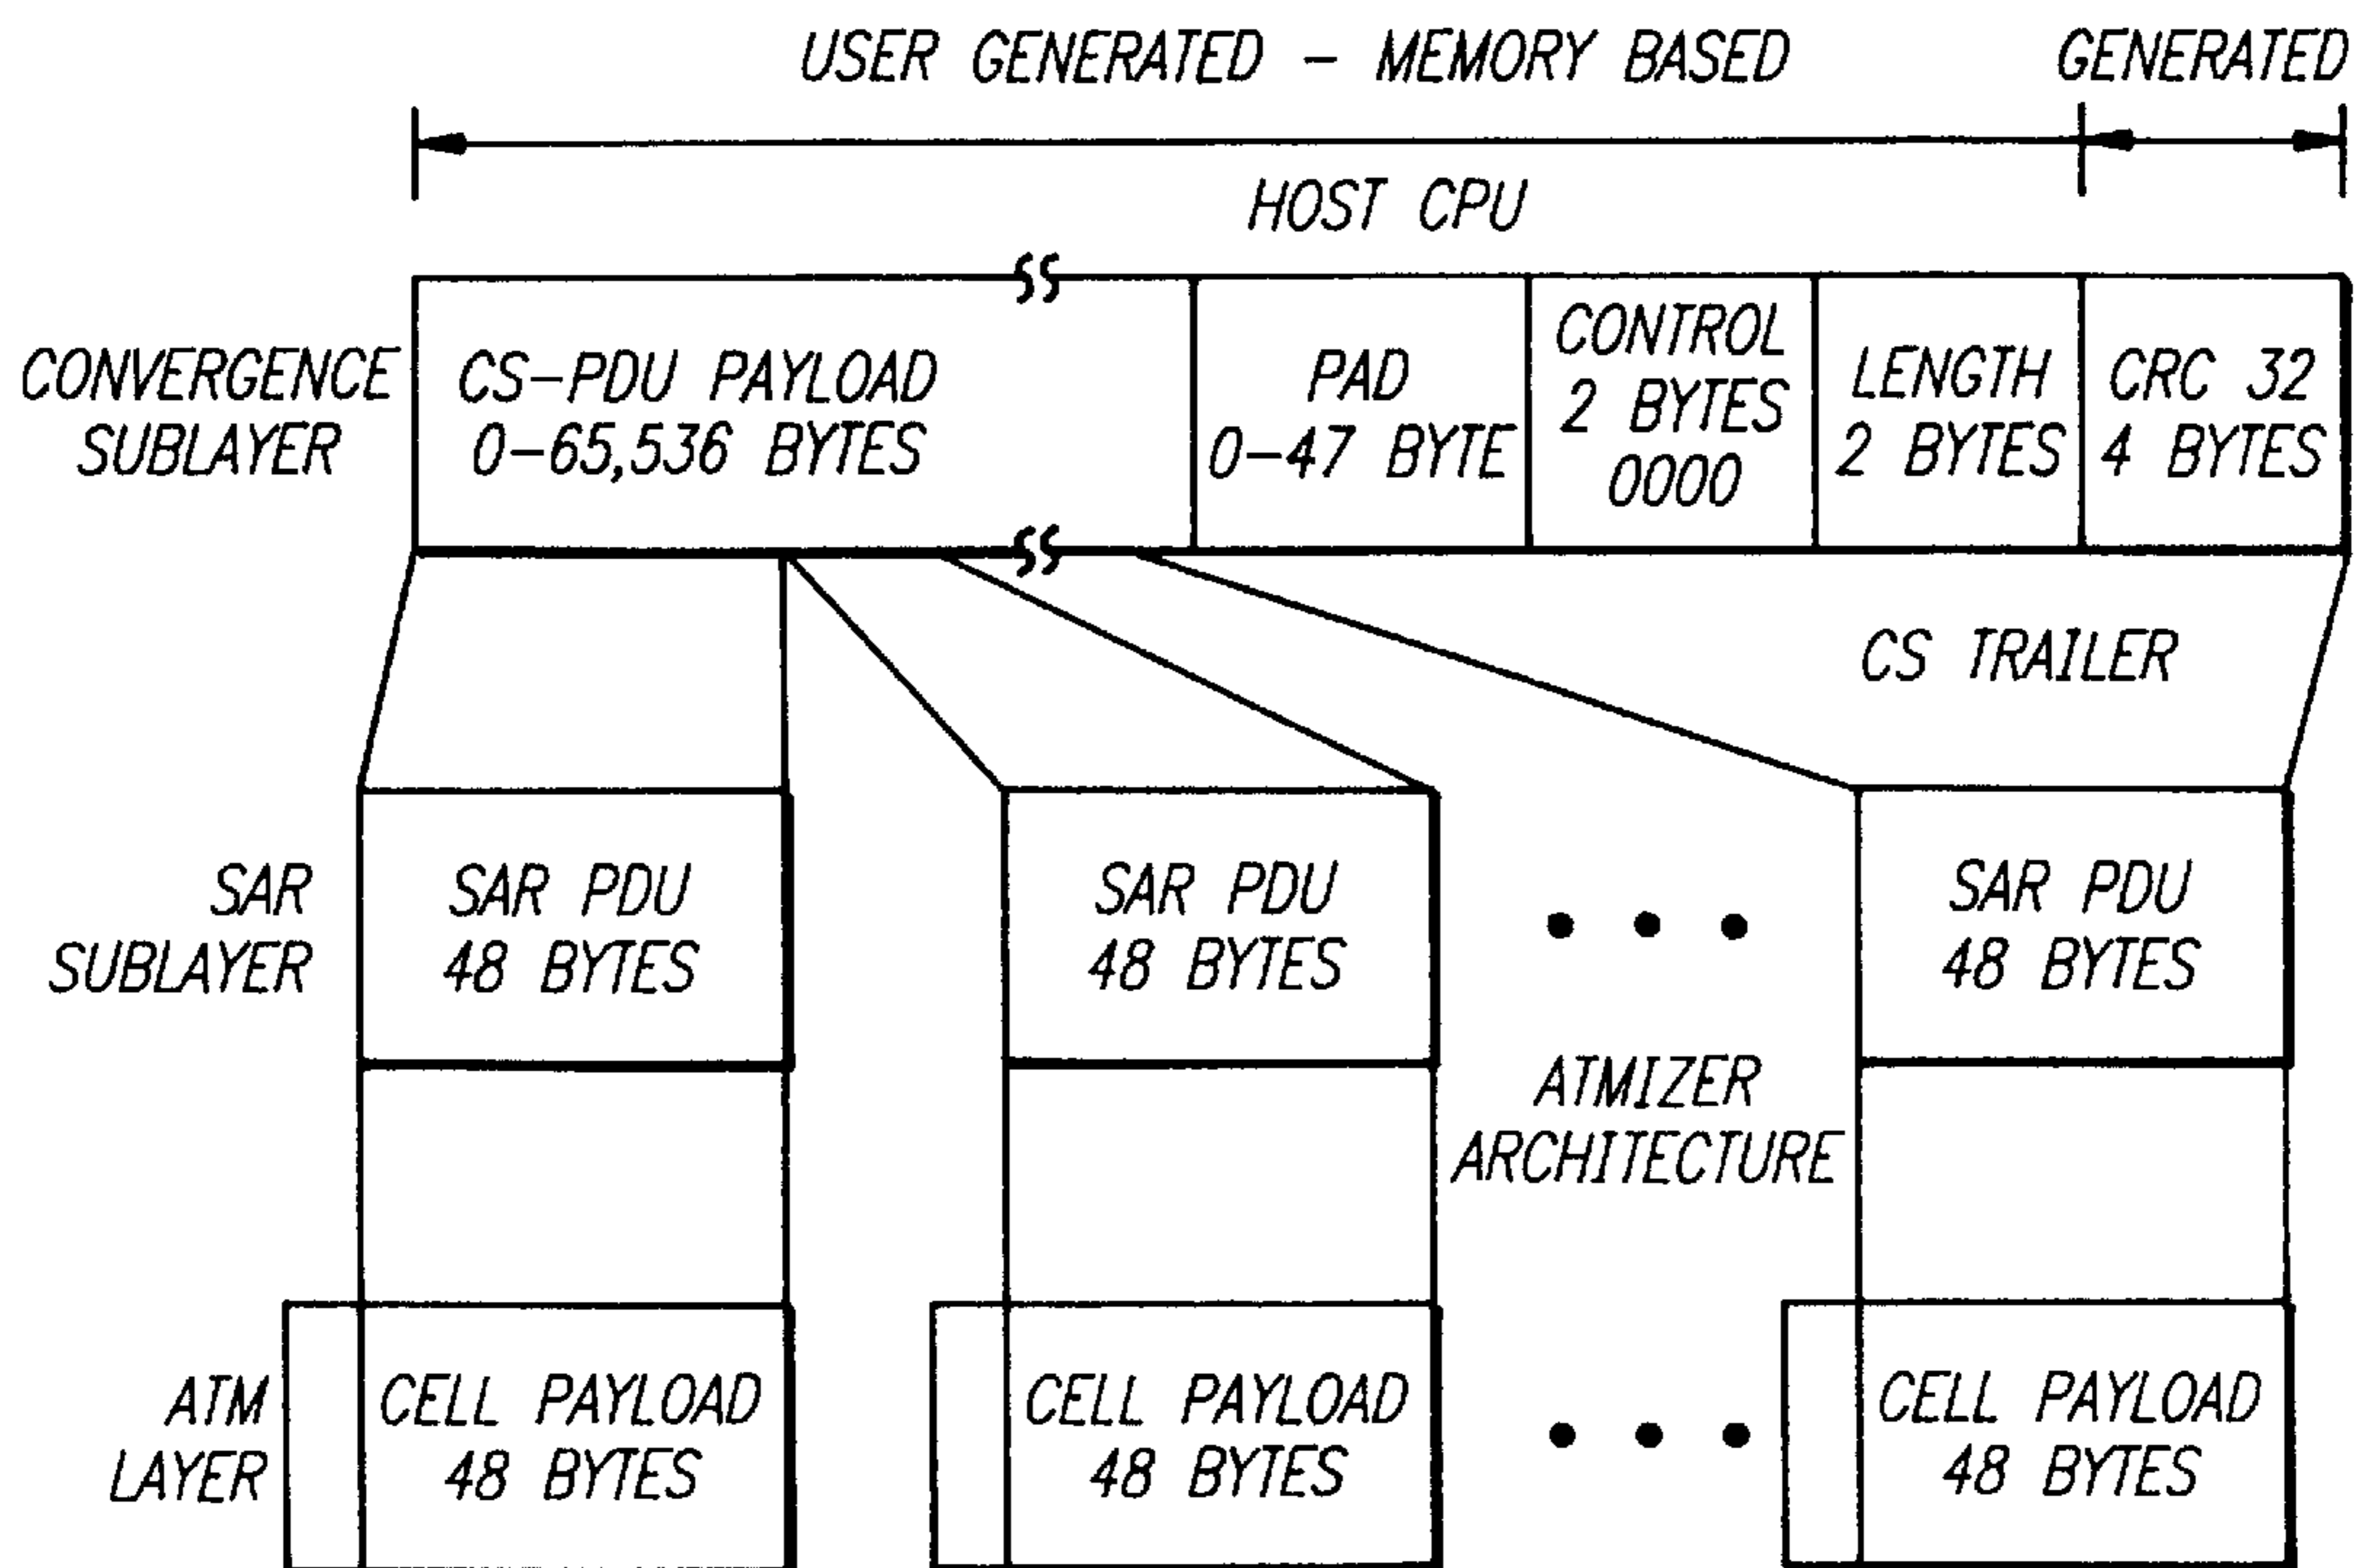 USER GENERATED - MEMORY BASED
GENERATED
HOST CPU
CONVERGENCE
SUBLAYER
CS-PDU PAYLOAD
0-65,536 BYTES
PAD
0-47 BYTE
CONTROL
2 BYTES
0000
LENGTH
2 BYTES
CRC 32
4 BYTES
CS TRAILER
SAR
SUBLAYER
SAR PDU
48 BYTES
SAR PDU
48 BYTES
• • •
SAR PDU
48 BYTES
ATMIZER
ARCHITECTURE
ATM
LAYER
CELL PAYLOAD
48 BYTES
CELL PAYLOAD
48 BYTES
• • •
CELL PAYLOAD
48 BYTES